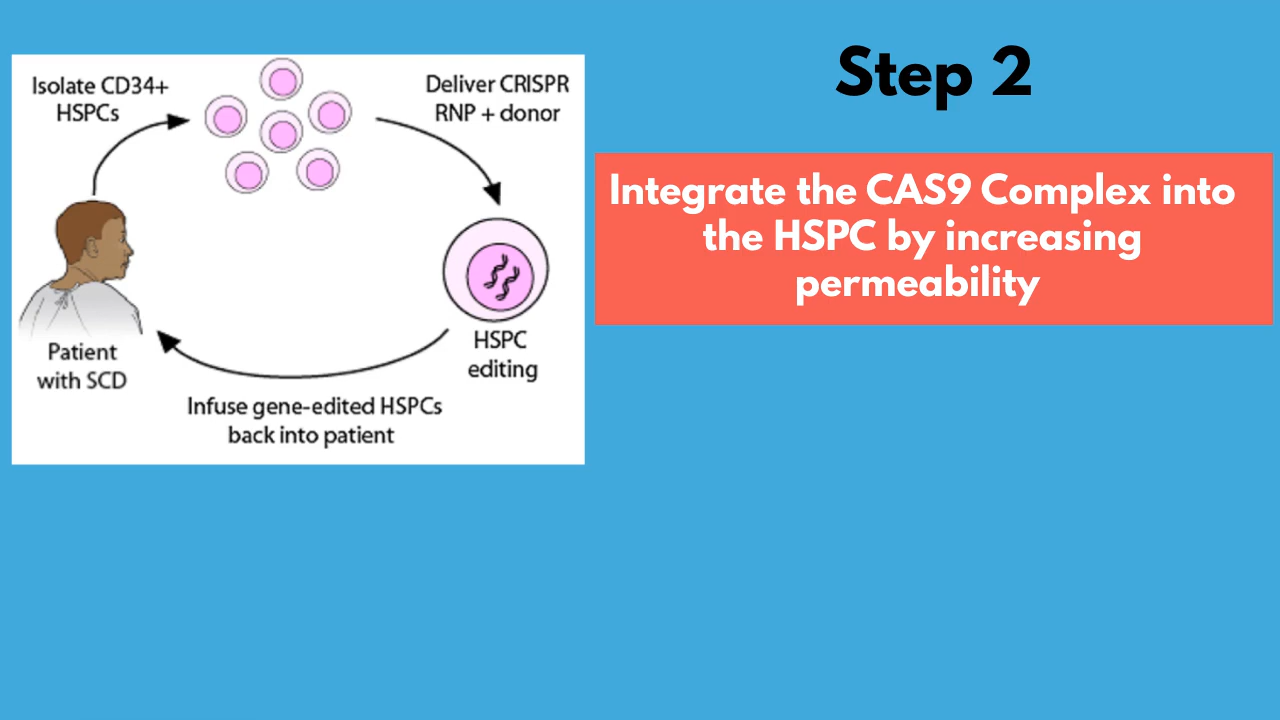 Step 2
Integrate the CAS9 Complex into
the HSPC by increasing
permeability
Isolate CD34+
HSPCs
Deliver CRISPR
RNP + donor
HSPC
editing
Patient
with SCD
Infuse gene-edited HSPCs
back into patient